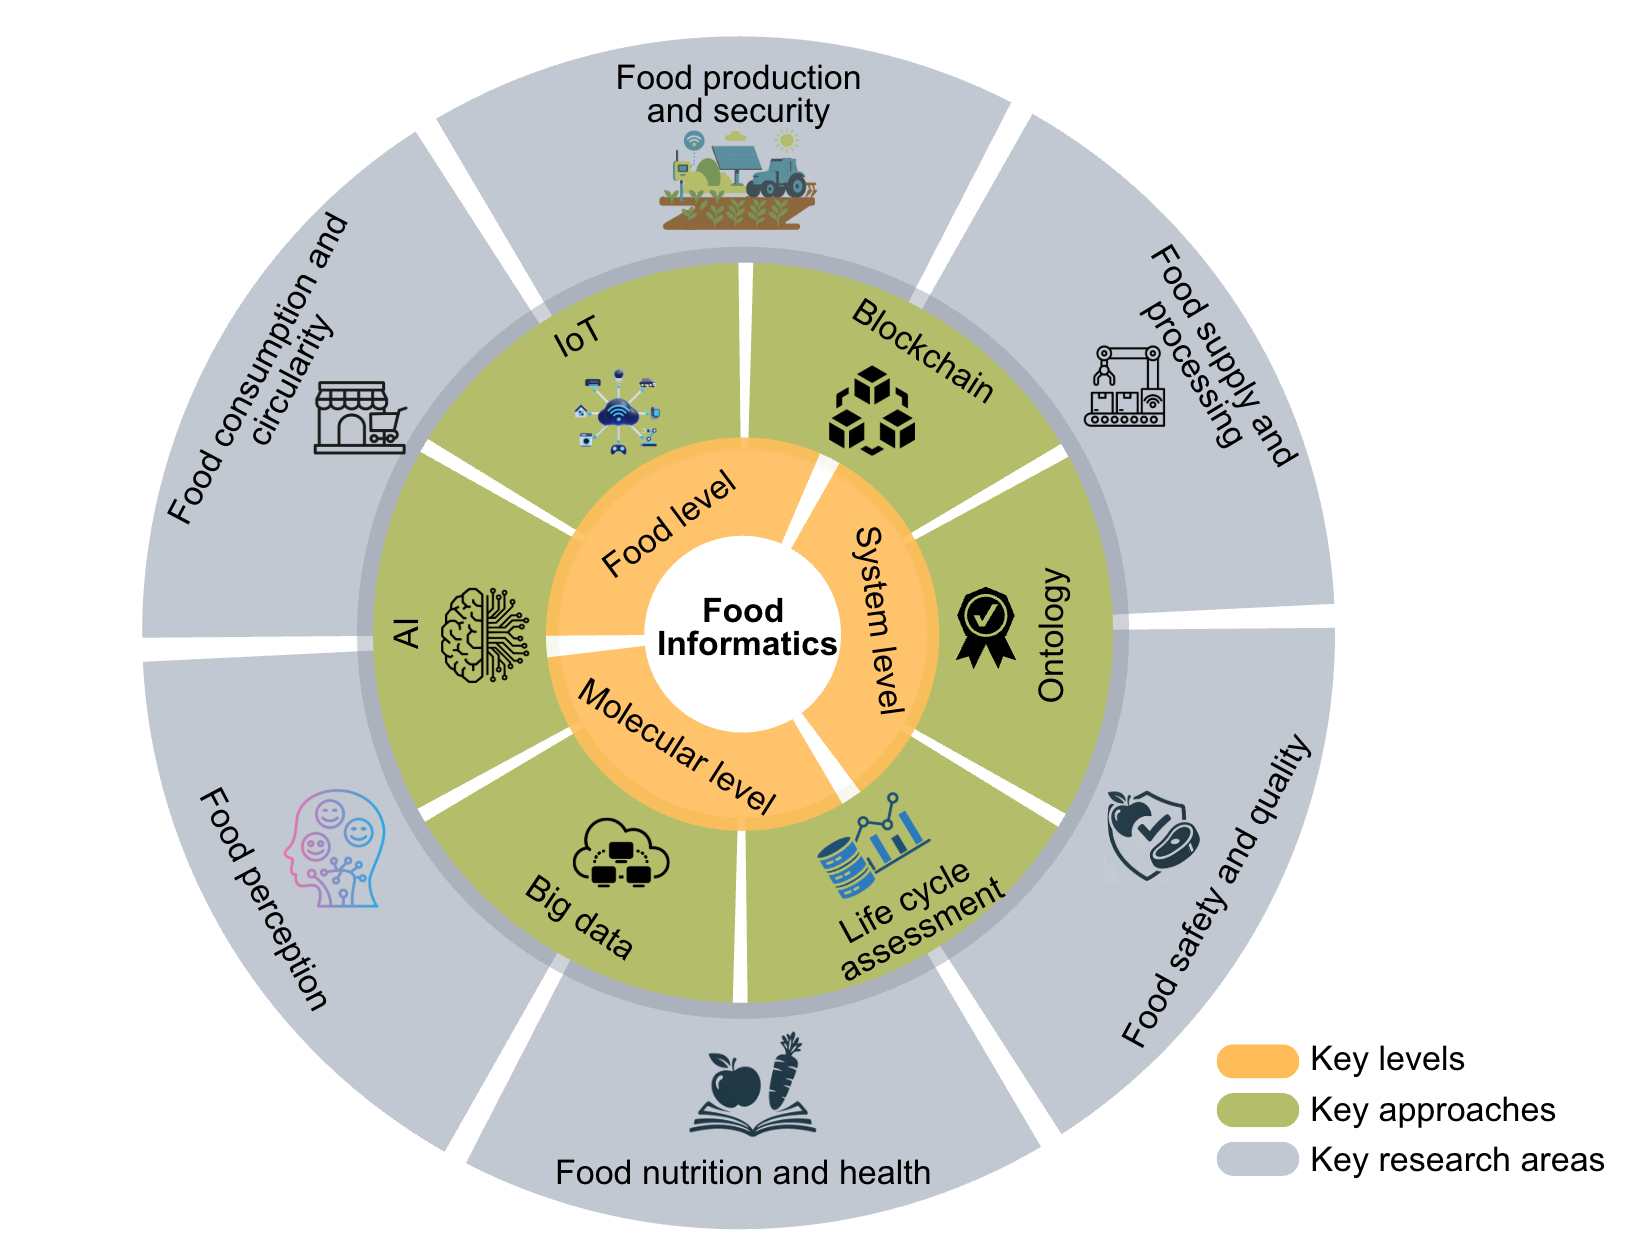 Food production
and security
Food supply and
processing
Food safety and quality
Food nutrition and health
Food perception
Food consumption and
circularity
IoT
Blockchain
Ontology
Life cycle
assessment
Big data
AI
Food level
System level
Molecular level
Food
Informatics
Key levels
Key approaches
Key research areas